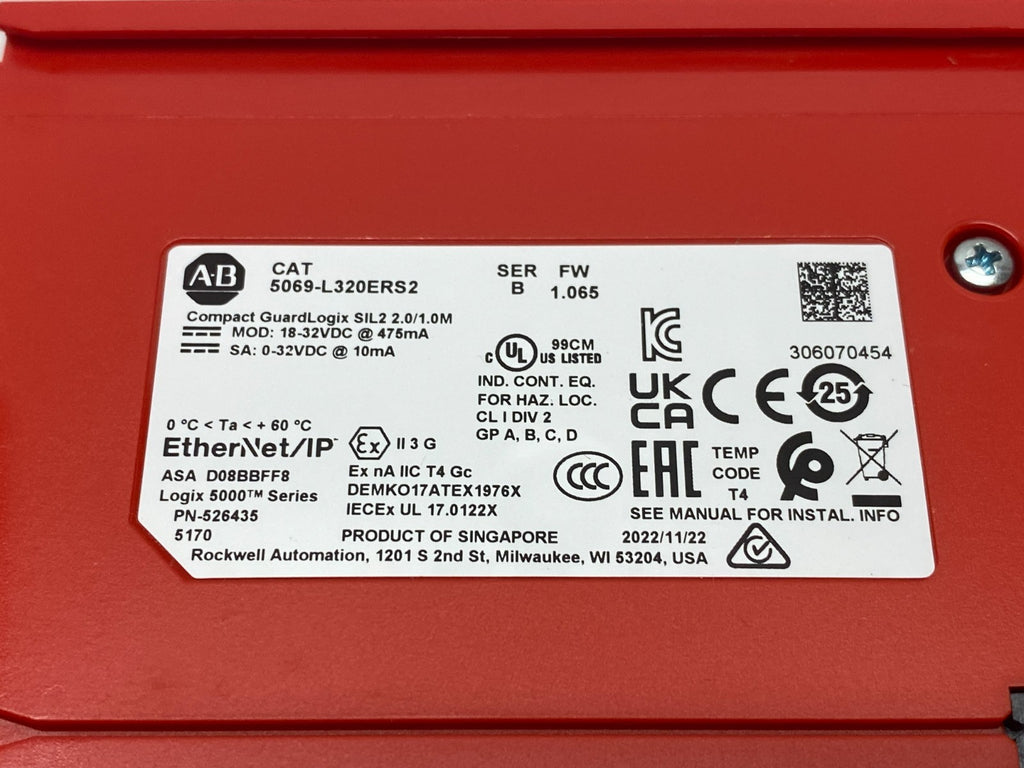 A·B
CAT
5069-L320ERS2
SER B
FW 1.065
Compact GuardLogix SIL2 2.0/1.0M
MOD: 18-32VDC @ 475mA
SA: 0-32VDC @ 10mA
306070454
C UL US LISTED 99CM
IND. CONT. EQ.
FOR HAZ. LOC.
CL I DIV 2
GP A, B, C, D
KC
UK CA
CE
25
0 °C < Ta < + 60 °C
EtherNet/IP™
Ex II 3 G
ASA D08BBFF8
Ex nA IIC T4 Gc
Logix 5000™ Series
DEMKO17ATEX1976X
PN-526435
IECEx UL 17.0122X
CCC
EAC
TEMP
CODE
T4
SEE MANUAL FOR INSTAL. INFO
5170
PRODUCT OF SINGAPORE
2022/11/22
Rockwell Automation, 1201 S 2nd St, Milwaukee, WI 53204, USA